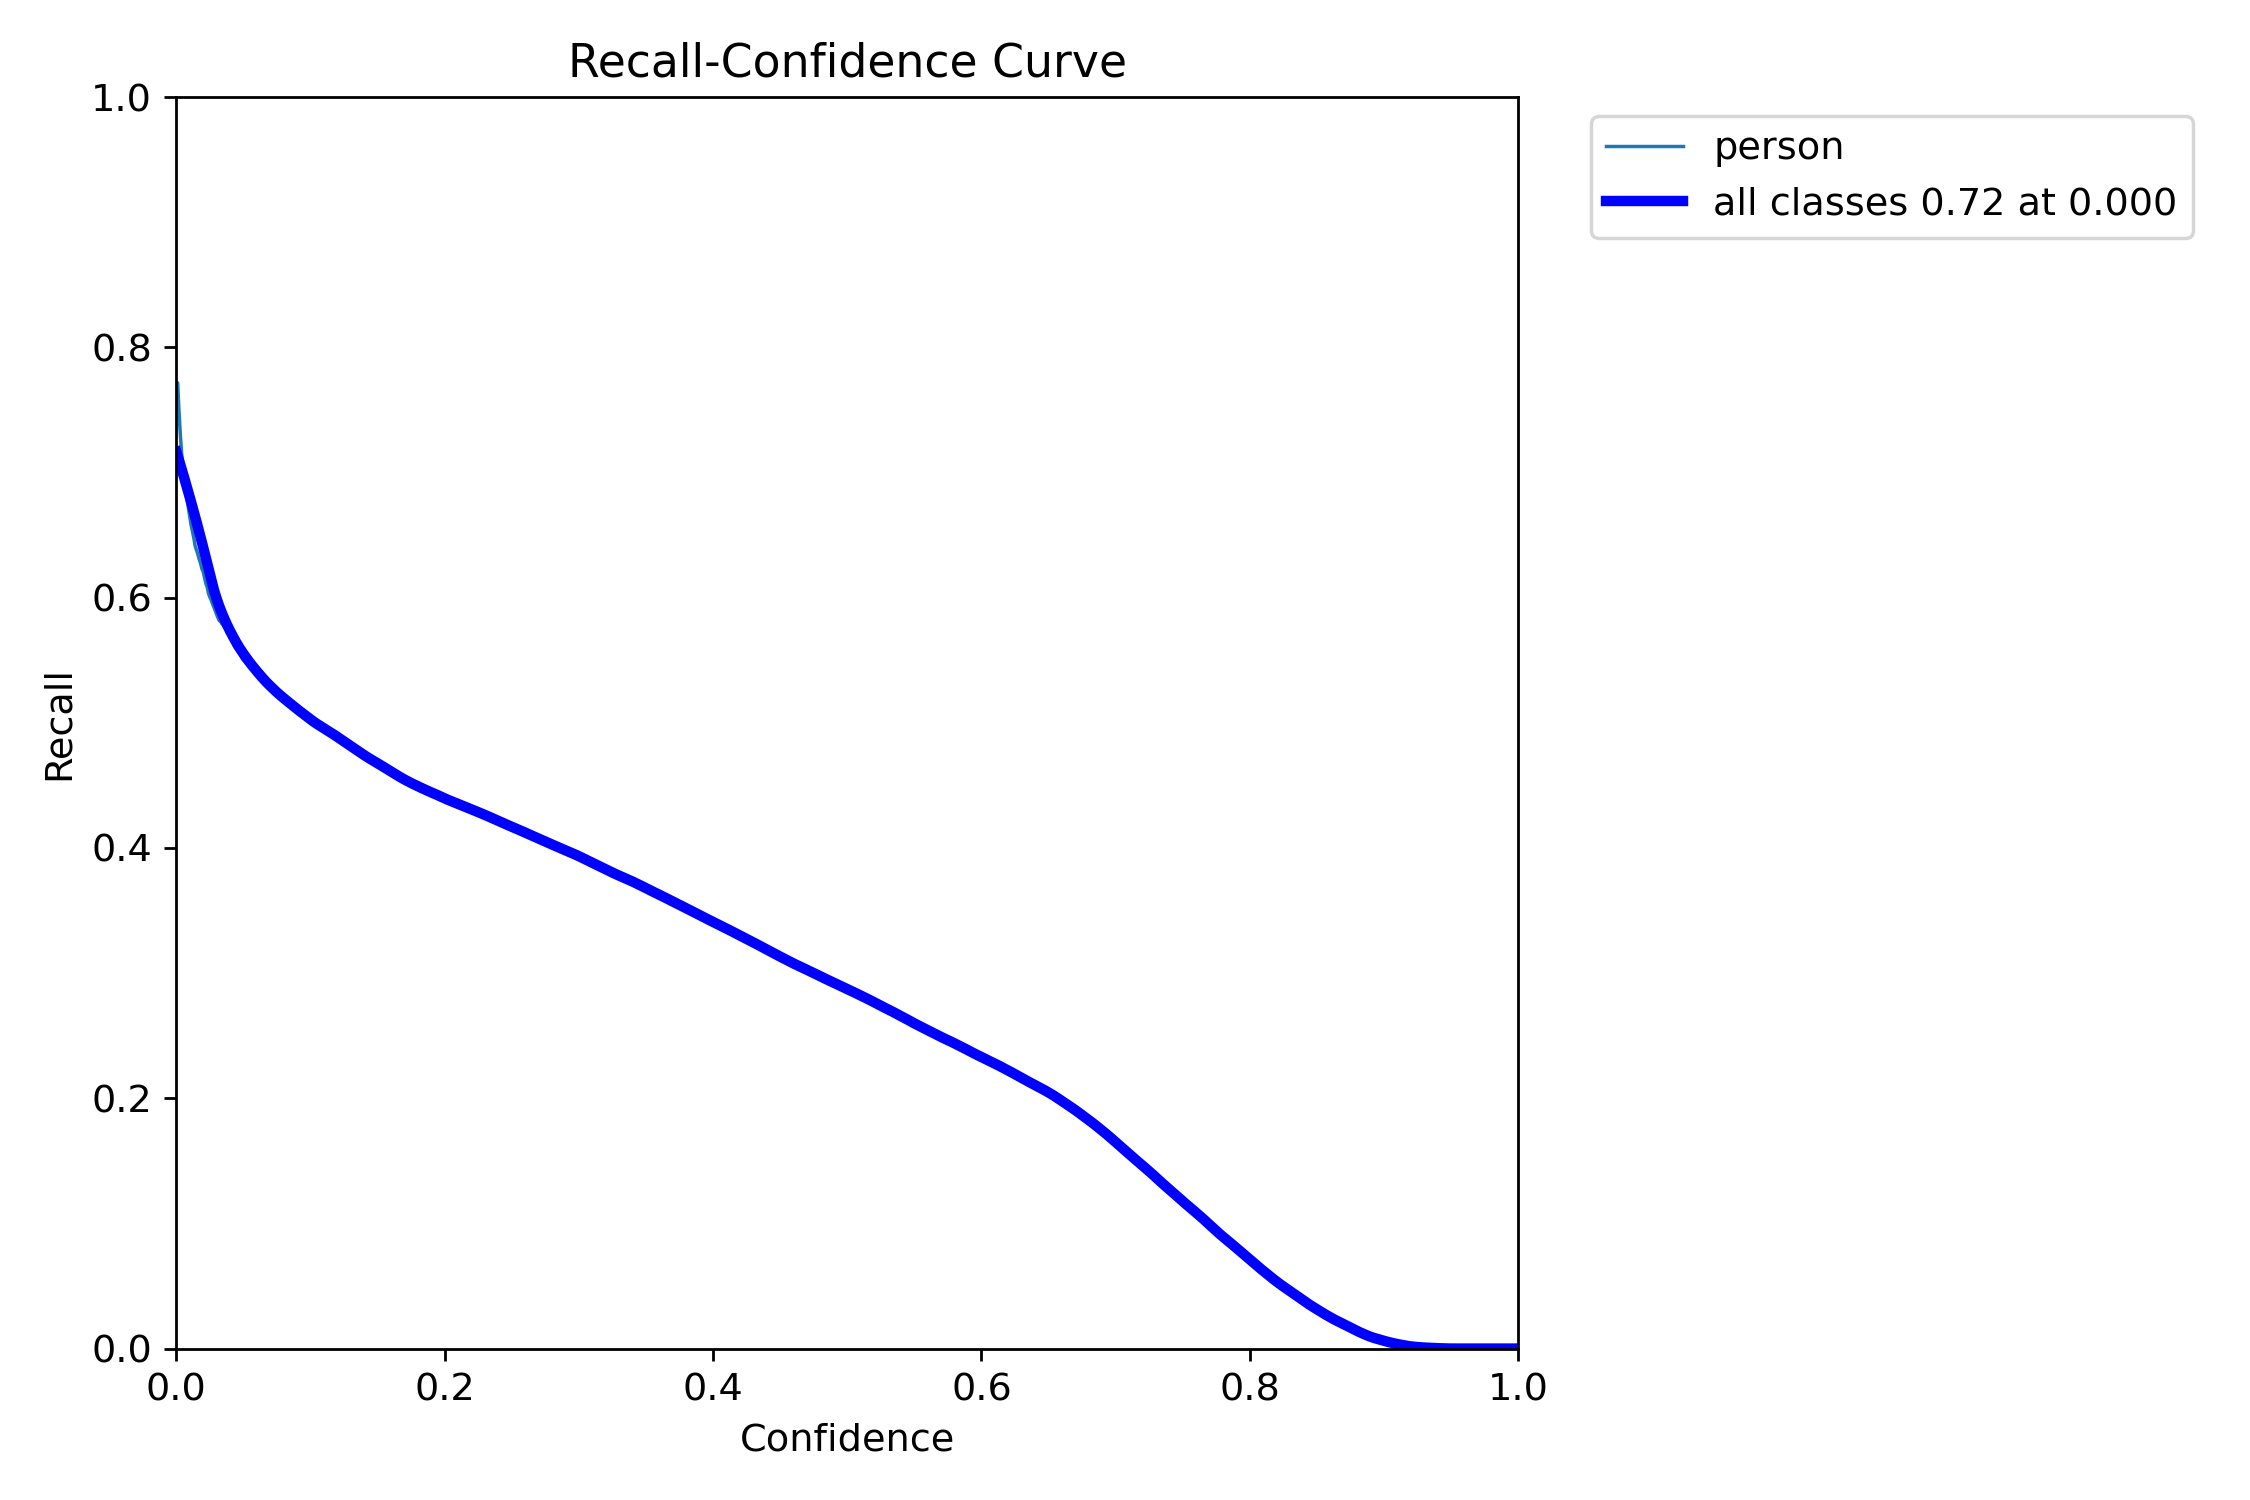 Recall-Confidence Curve
person
all classes 0.72 at 0.000
1.0
0.8
0.6
0.4
0.2
0.0
Recall
0.0 0.2 0.4 0.6 0.8 1.0
Confidence